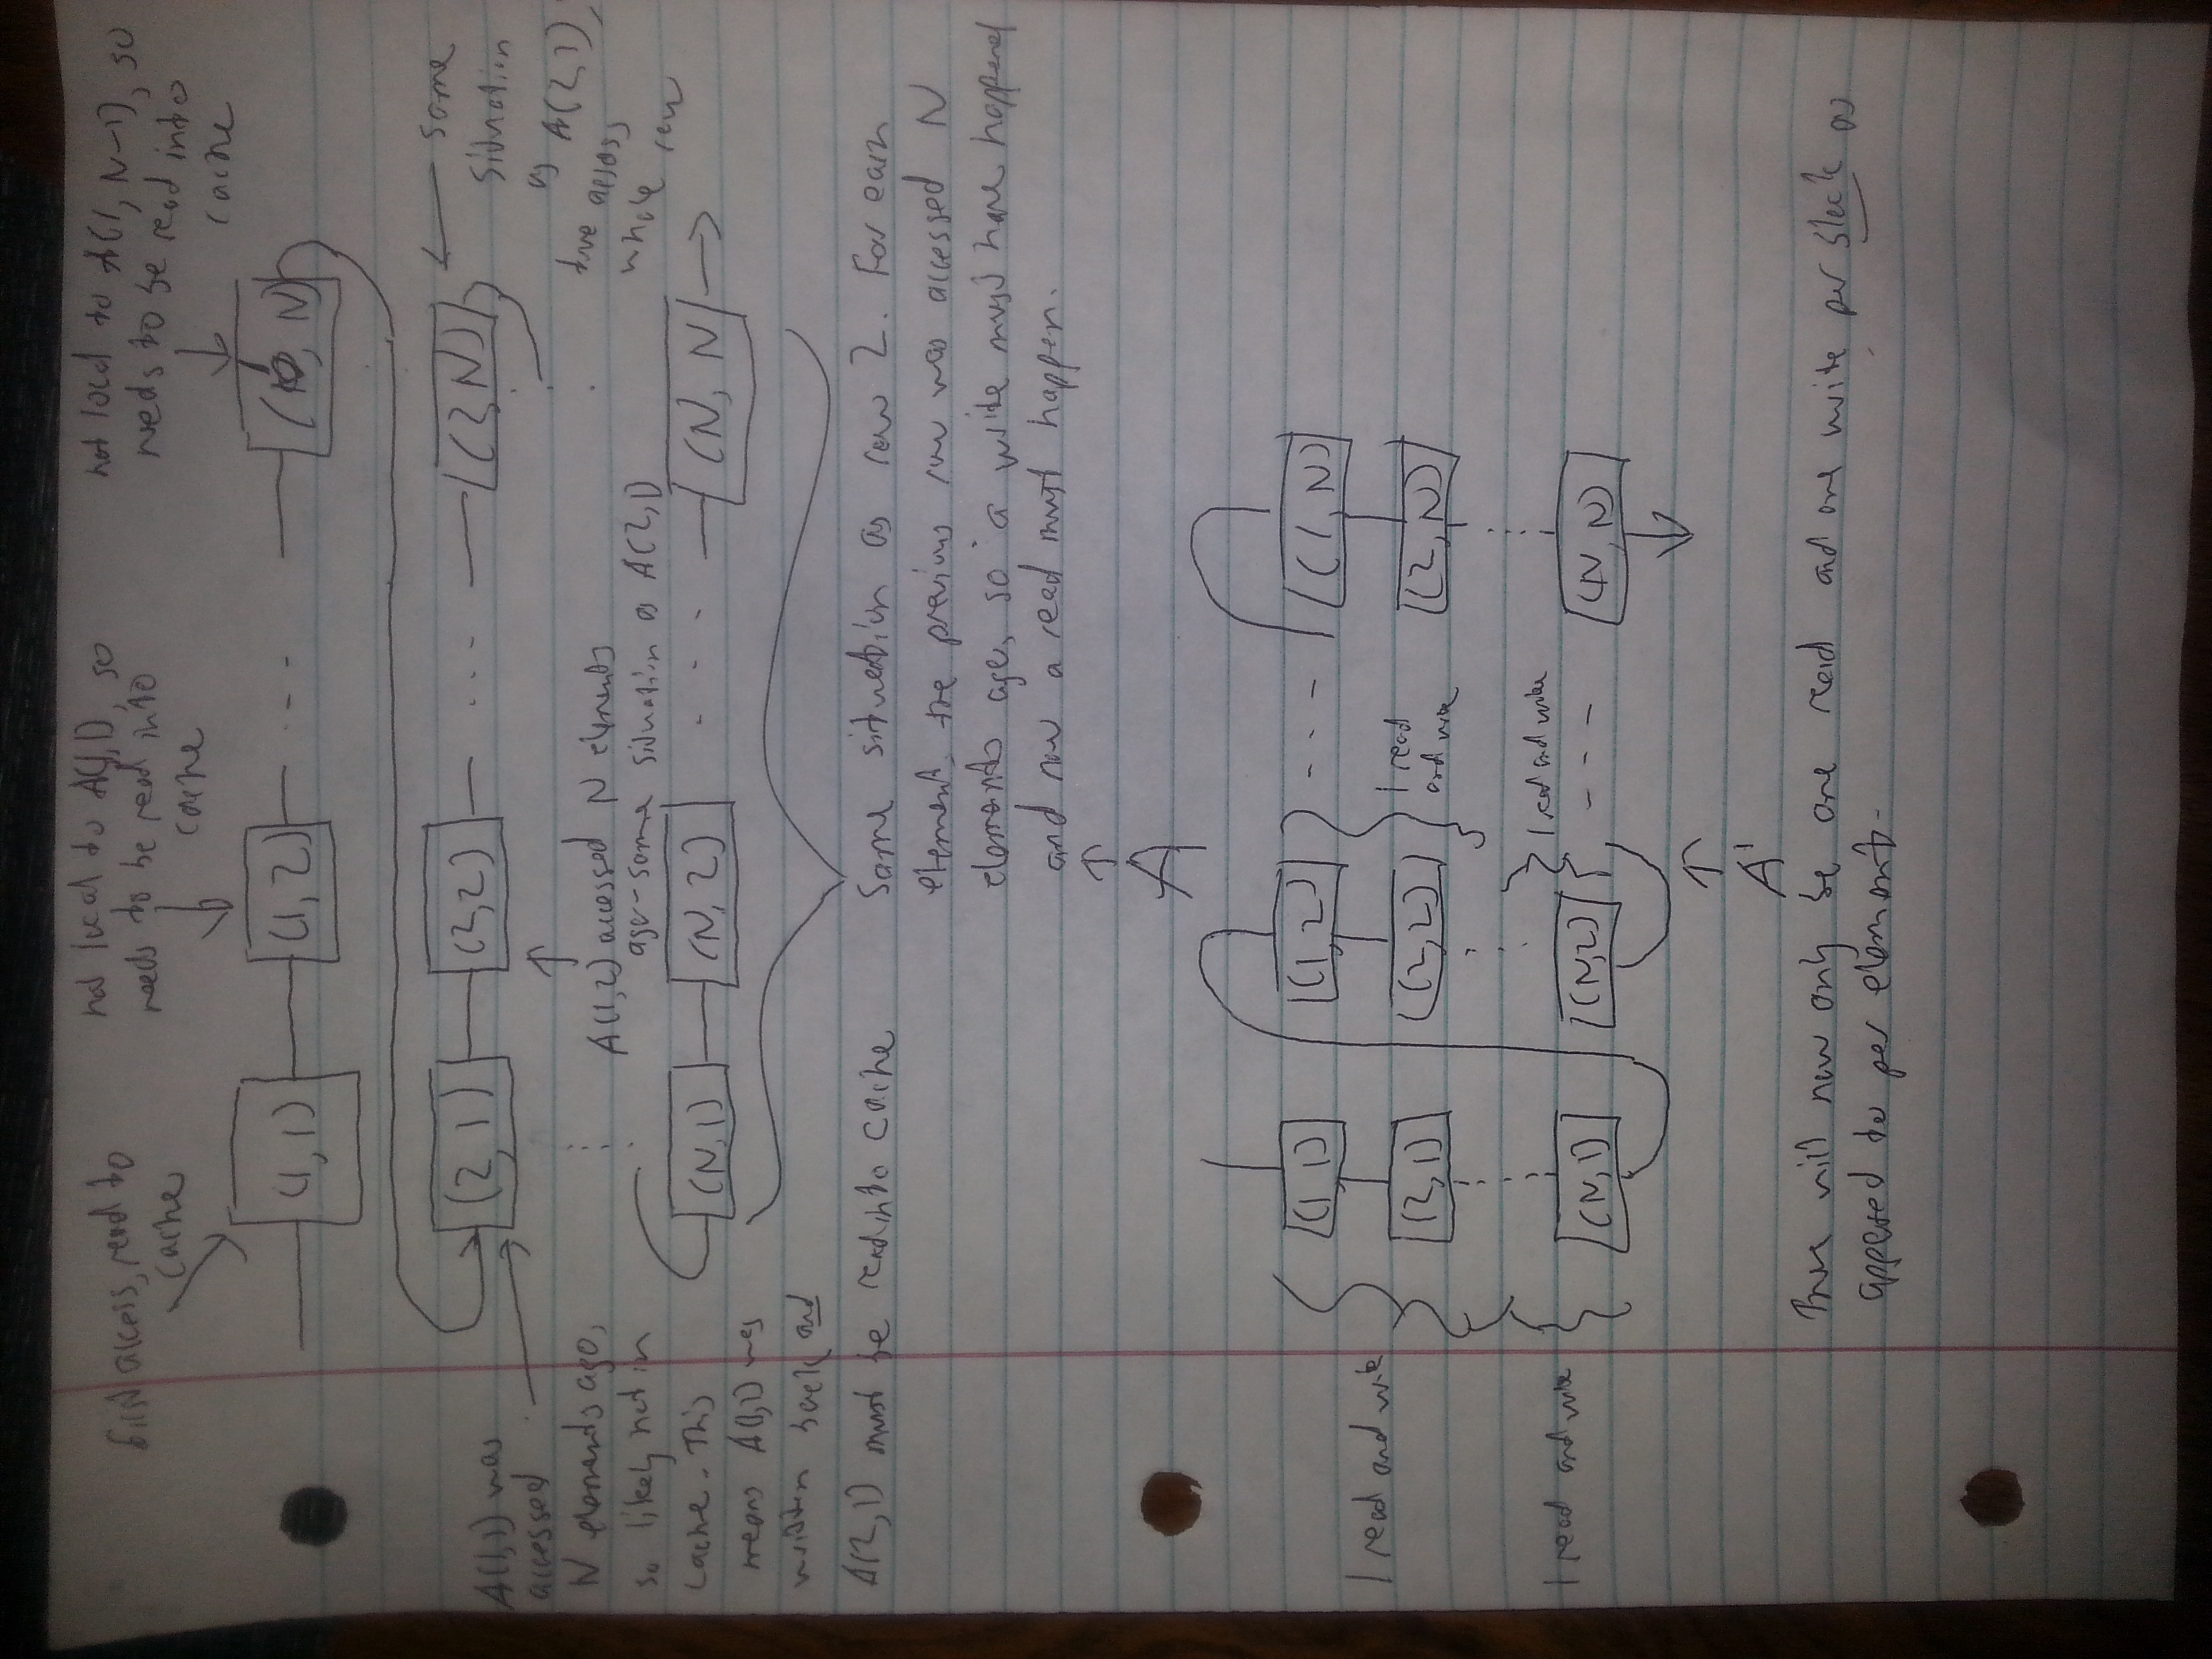 first access, read to
cache
not local to A(1,1), so
needs to be read into
cache
not local to A(1, N-1), so
needs to be read into
cache
(1,1) (1,2) --- ( , N)
(2,1) (2,2) ... (2,N)
A(1,1) was
accessed
N elements ago,
so likely not in
cache. This
means A(1,1) was
written back and
A(2,1) must be read into cache
A(1,2) accessed N elements
ago - same situation as A(2,1)
same
situation
as A(2,1),
true across
whole row
(N,1) (N,2) --- (N, N)
Same situation as row 2. For each
element, the previous row was accessed N
elements ago, so a write must have happened
and now a read must happen.
A
(1,1) (1,2) --- (1,N)
1 read and write
(2,1) (2,2) (2,N)
1 read
and write
1 read and write
1 read and write
(N,1) (N,2) --- (N,N)
A'
There will now only be one read and one write per block as
opposed to per element.